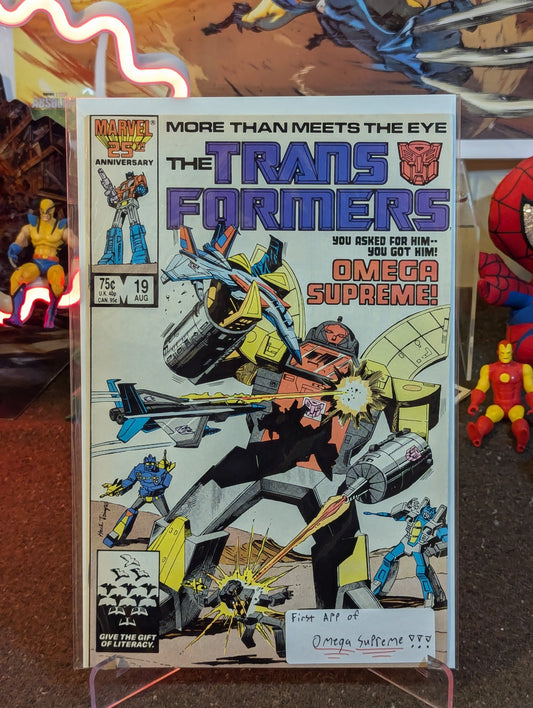 MARVEL®
25TH
ANNIVERSARY
MORE THAN MEETS THE EYE
THE TRANS
FORMERS
YOU ASKED FOR HIM--
YOU GOT HIM!
OMEGA
SUPREME!
75¢
U.K. 40p
CAN. 95¢
19
AUG
GIVE THE GIFT
OF LITERACY.
First App of
Omega Supreme !!!